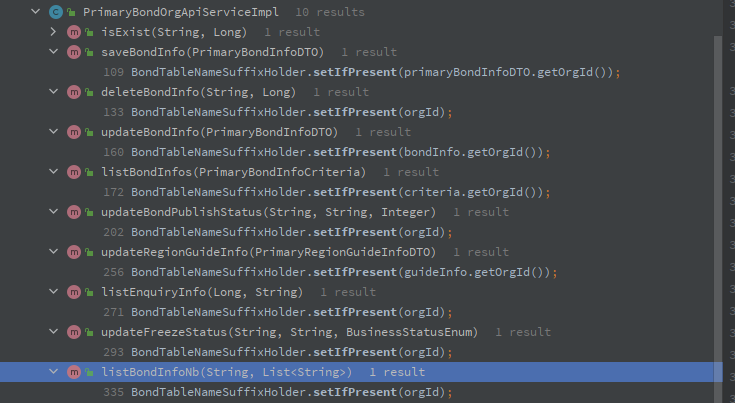 PrimaryBondOrgApiServiceImpl 10 results
isExist(String, Long) 1 result
saveBondInfo(PrimaryBondInfoDTO) 1 result
109 BondTableNameSuffixHolder.setIfPresent(primaryBondInfoDTO.getOrgId());
deleteBondInfo(String, Long) 1 result
133 BondTableNameSuffixHolder.setIfPresent(orgId);
updateBondInfo(PrimaryBondInfoDTO) 1 result
160 BondTableNameSuffixHolder.setIfPresent(bondInfo.getOrgId());
listBondInfos(PrimaryBondInfoCriteria) 1 result
172 BondTableNameSuffixHolder.setIfPresent(criteria.getOrgId());
updateBondPublishStatus(String, String, Integer) 1 result
202 BondTableNameSuffixHolder.setIfPresent(orgId);
updateRegionGuideInfo(PrimaryRegionGuideInfoDTO) 1 result
256 BondTableNameSuffixHolder.setIfPresent(guideInfo.getOrgId());
listEnquiryInfo(Long, String) 1 result
271 BondTableNameSuffixHolder.setIfPresent(orgId);
updateFreezeStatus(String, String, BusinessStatusEnum) 1 result
293 BondTableNameSuffixHolder.setIfPresent(orgId);
listBondInfoNb(String, List<String>) 1 result
335 BondTableNameSuffixHolder.setIfPresent(orgId);